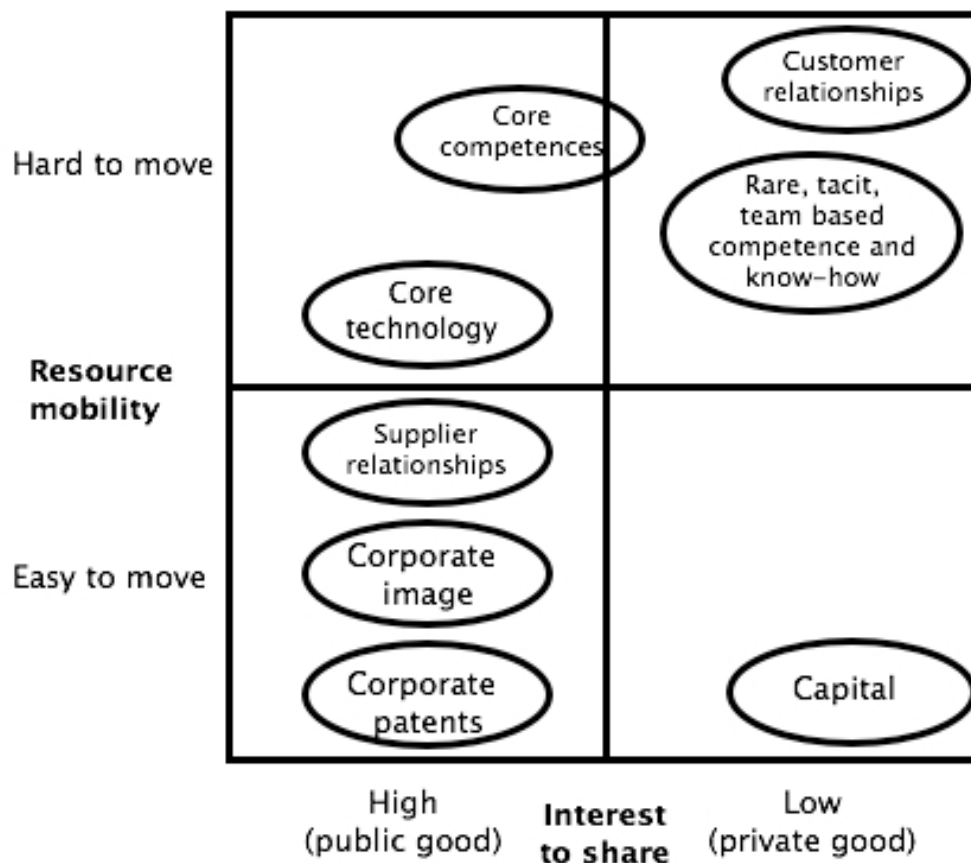 Customer
relationships
Core
competences
Hard to move
Rare, tacit,
team based
competence and
know-how
Core
technology
Resource
mobility
Supplier
relationships
Corporate
image
Easy to move
Corporate
patents
Capital
High
(public good)
Interest
to share
Low
(private good)